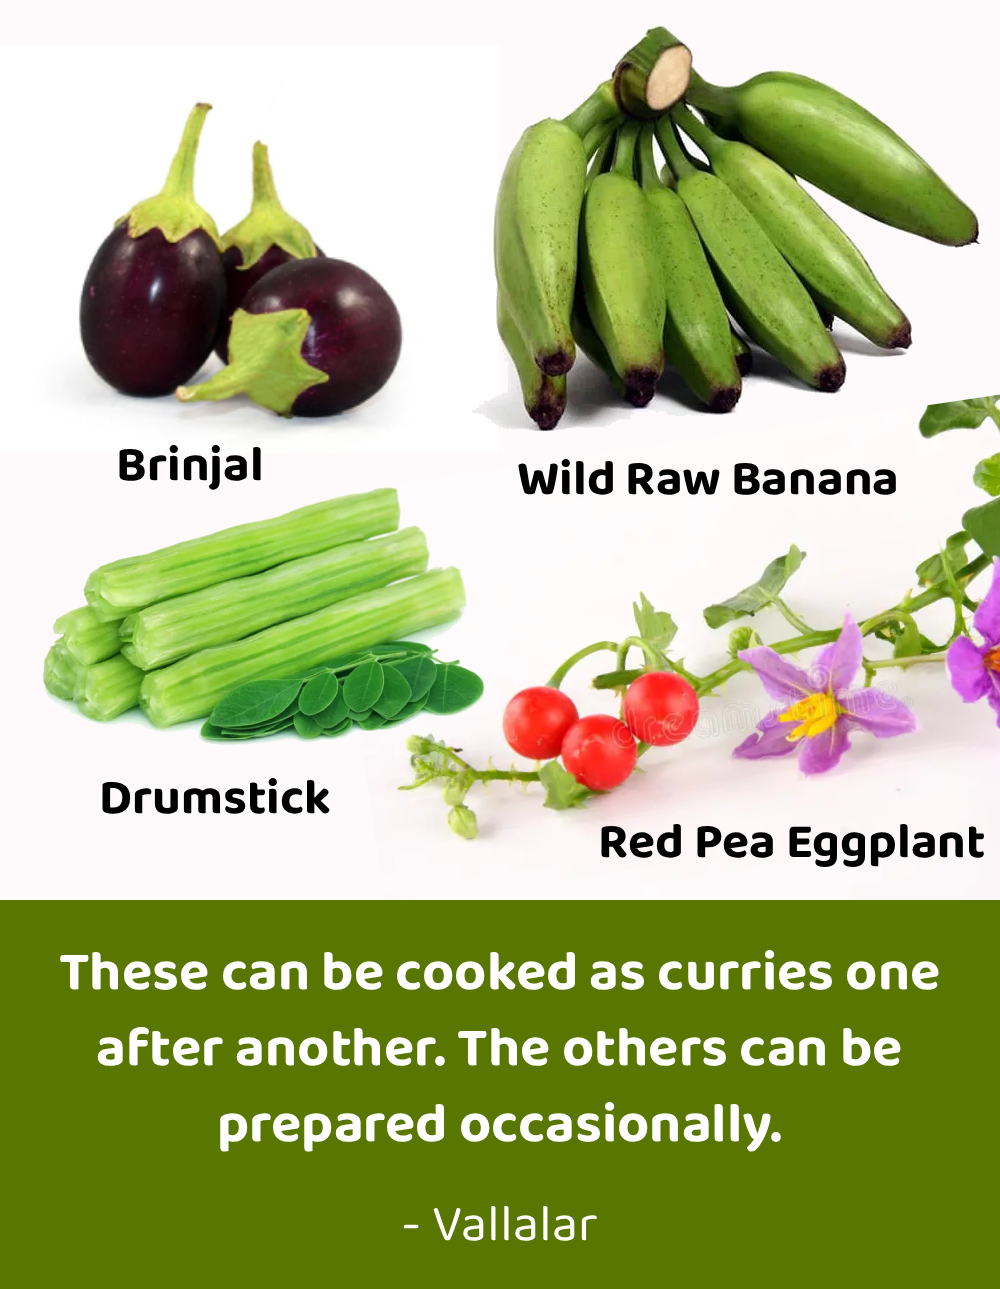 Brinjal
Wild Raw Banana
dreamstime
Drumstick
Red Pea Eggplant
These can be cooked as curries one
after another. The others can be
prepared occasionally.
- Vallalar